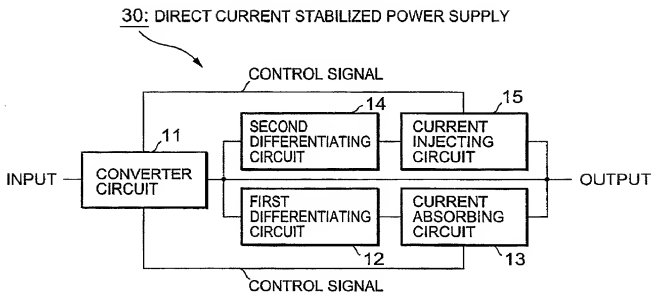 30: DIRECT CURRENT STABILIZED POWER SUPPLY
CONTROL SIGNAL
14
15
11
SECOND
DIFFERENTIATING
CIRCUIT
CURRENT
INJECTING
CIRCUIT
INPUT
CONVERTER
CIRCUIT
OUTPUT
FIRST
DIFFERENTIATING
CIRCUIT
CURRENT
ABSORBING
CIRCUIT
12
13
CONTROL SIGNAL